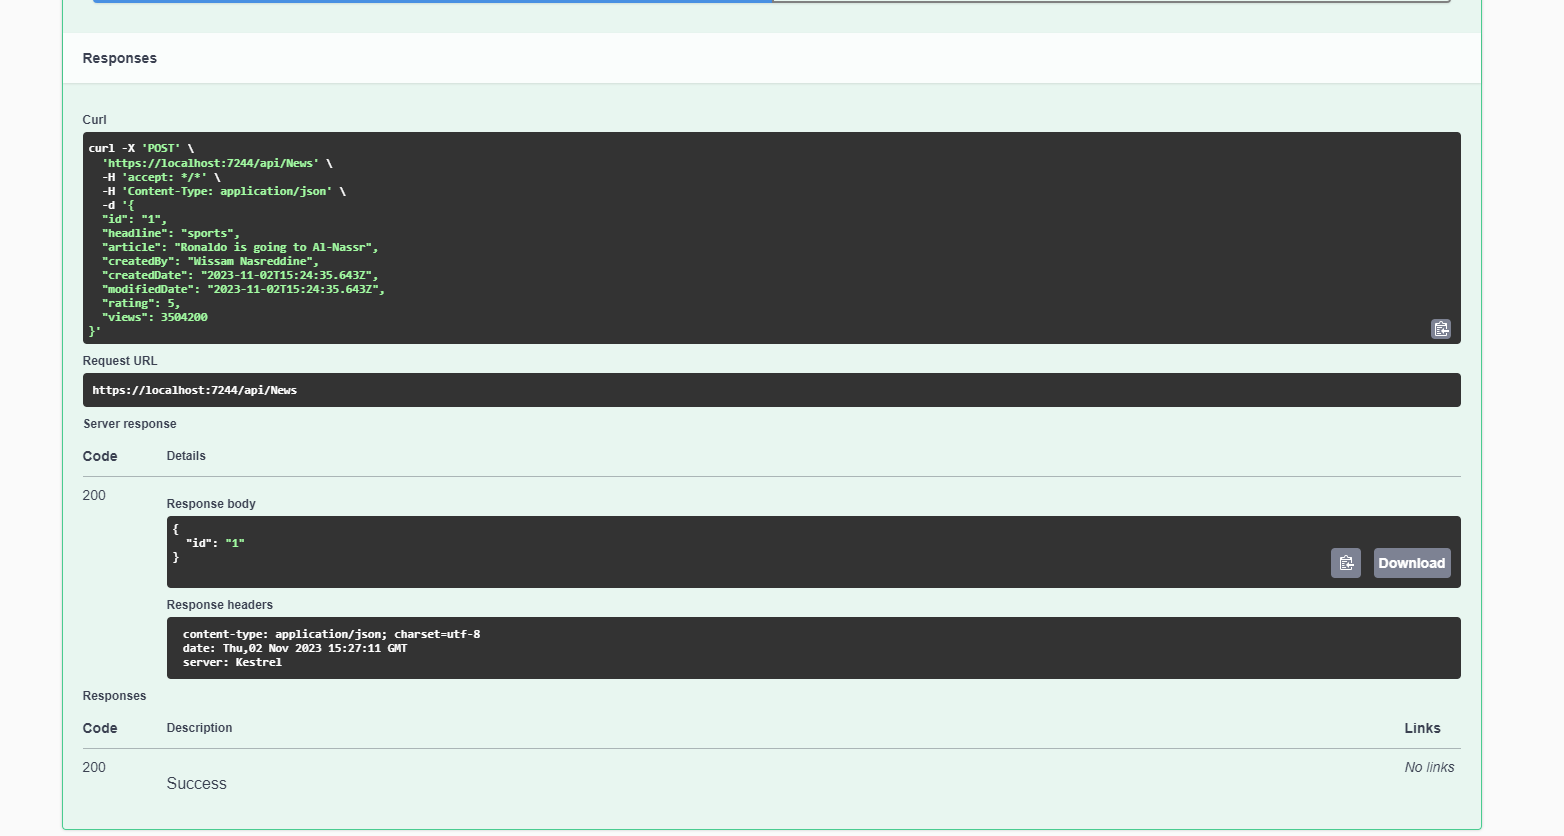 Responses
Curl
curl -X 'POST' \
  'https://localhost:7244/api/News' \
  -H 'accept: */*' \
  -H 'Content-Type: application/json' \
  -d '{
  "id": "1",
  "headline": "sports",
  "article": "Ronaldo is going to Al-Nassr",
  "createdBy": "Wissam Nasreddine",
  "createdDate": "2023-11-02T15:24:35.643Z",
  "modifiedDate": "2023-11-02T15:24:35.643Z",
  "rating": 5,
  "views": 3504200
}'
Request URL
https://localhost:7244/api/News
Server response
Code Details
200
Response body
{
  "id": "1"
}
Download
Response headers
content-type: application/json; charset=utf-8
date: Thu,02 Nov 2023 15:27:11 GMT
server: Kestrel
Responses
Code Description Links
200 No links
Success